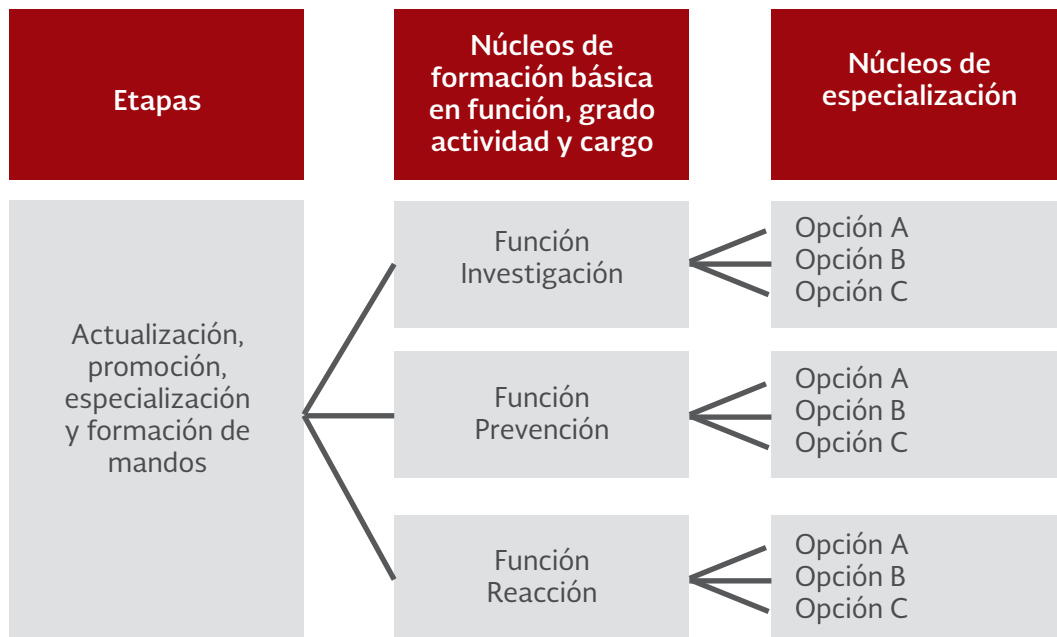 Etapas
Núcleos de
formación básica
en función, grado
actividad y cargo
Núcleos de
especialización
Actualización,
promoción,
especialización
y formación de
mandos
Función
Investigación
Opción A
Opción B
Opción C
Función
Prevención
Opción A
Opción B
Opción C
Función
Reacción
Opción A
Opción B
Opción C